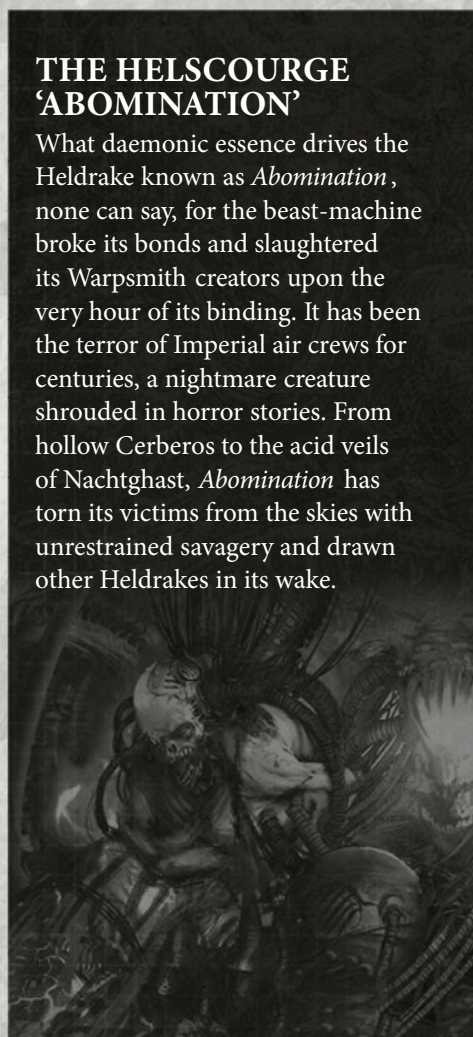 THE HELSCOURGE
‘ABOMINATION’
What daemonic essence drives the
Heldrake known as Abomination,
none can say, for the beast-machine
broke its bonds and slaughtered
its Warpsmith creators upon the
very hour of its binding. It has been
the terror of Imperial air crews for
centuries, a nightmare creature
shrouded in horror stories. From
hollow Cerberos to the acid veils
of Nachtghast, Abomination has
torn its victims from the skies with
unrestrained savagery and drawn
other Heldrakes in its wake.